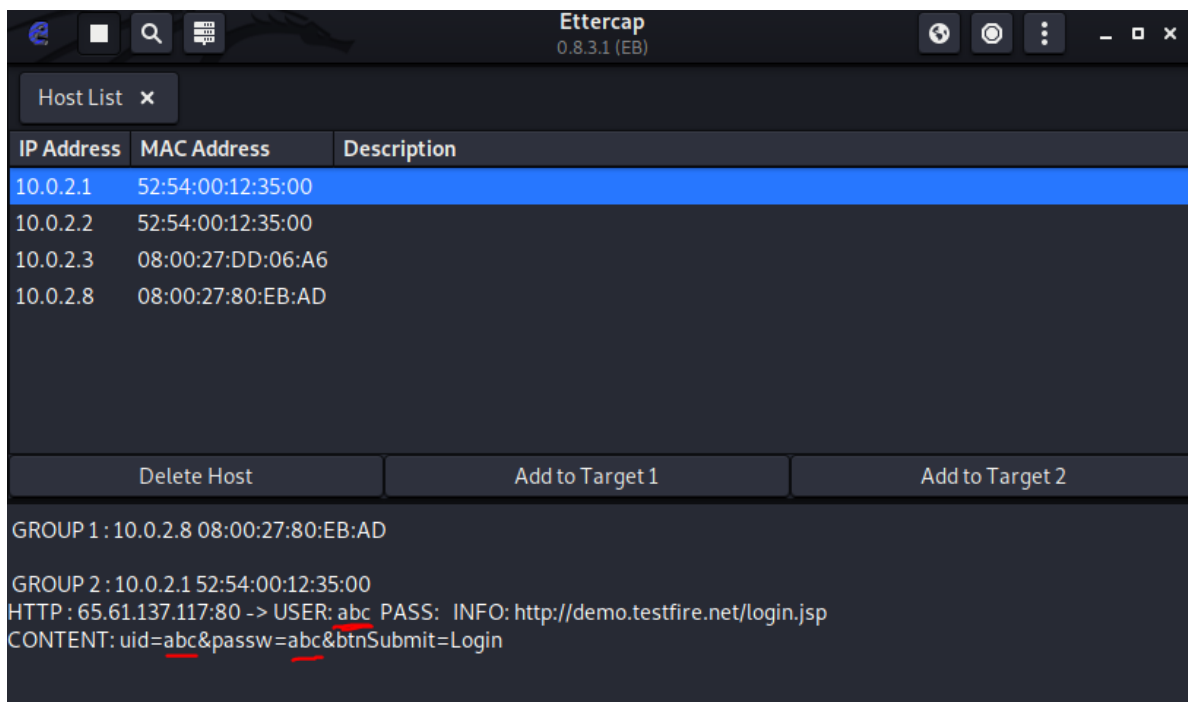 Ettercap
0.8.3.1 (EB)
Host List
IP Address MAC Address Description
10.0.2.1 52:54:00:12:35:00
10.0.2.2 52:54:00:12:35:00
10.0.2.3 08:00:27:DD:06:A6
10.0.2.8 08:00:27:80:EB:AD
Delete Host Add to Target 1 Add to Target 2
GROUP 1 : 10.0.2.8 08:00:27:80:EB:AD
GROUP 2 : 10.0.2.1 52:54:00:12:35:00
HTTP : 65.61.137.117:80 -> USER: abc PASS: INFO: http://demo.testfire.net/login.jsp
CONTENT: uid=abc&passw=abc&btnSubmit=Login